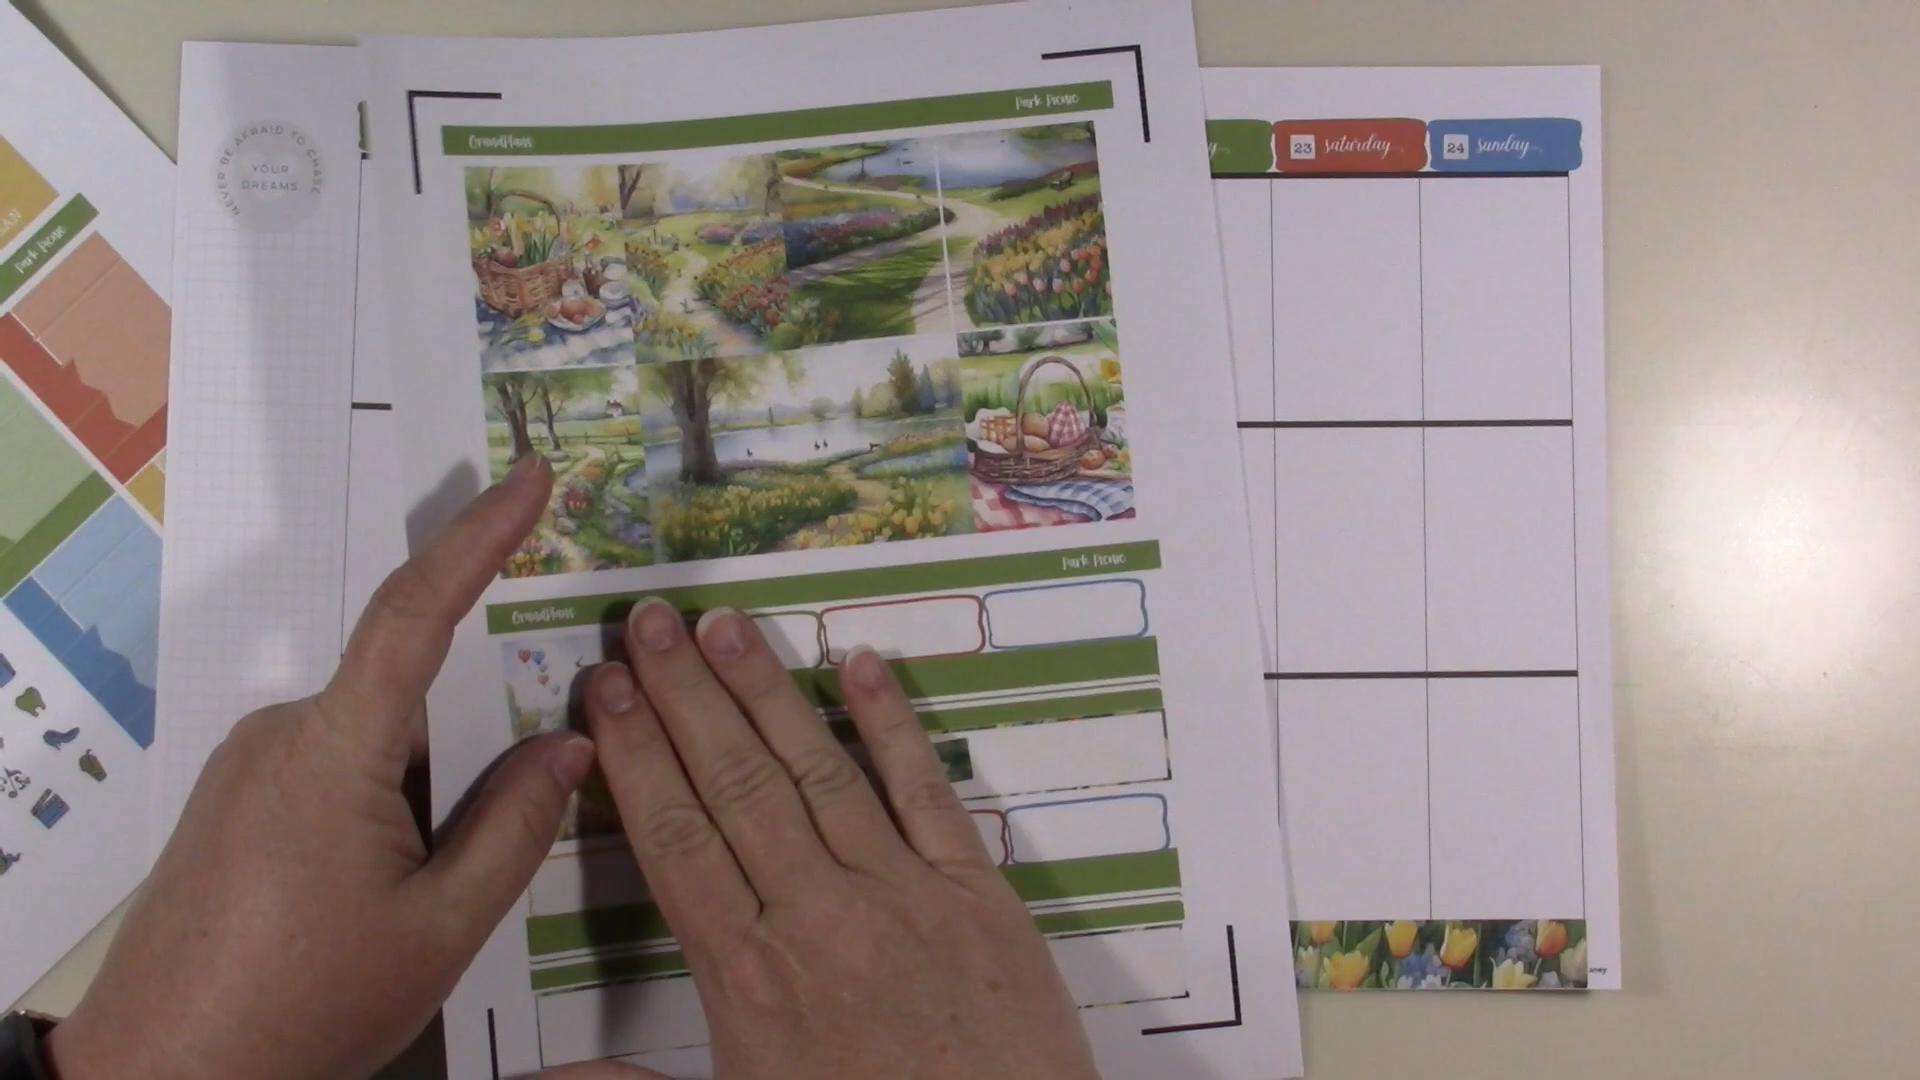 NEVER BE AFRAID TO CHASE
YOUR
DREAMS
GrandPlans
Park Picnic
23 saturday
24 sunday
Park Picnic
GrandPlans
Park Picnic